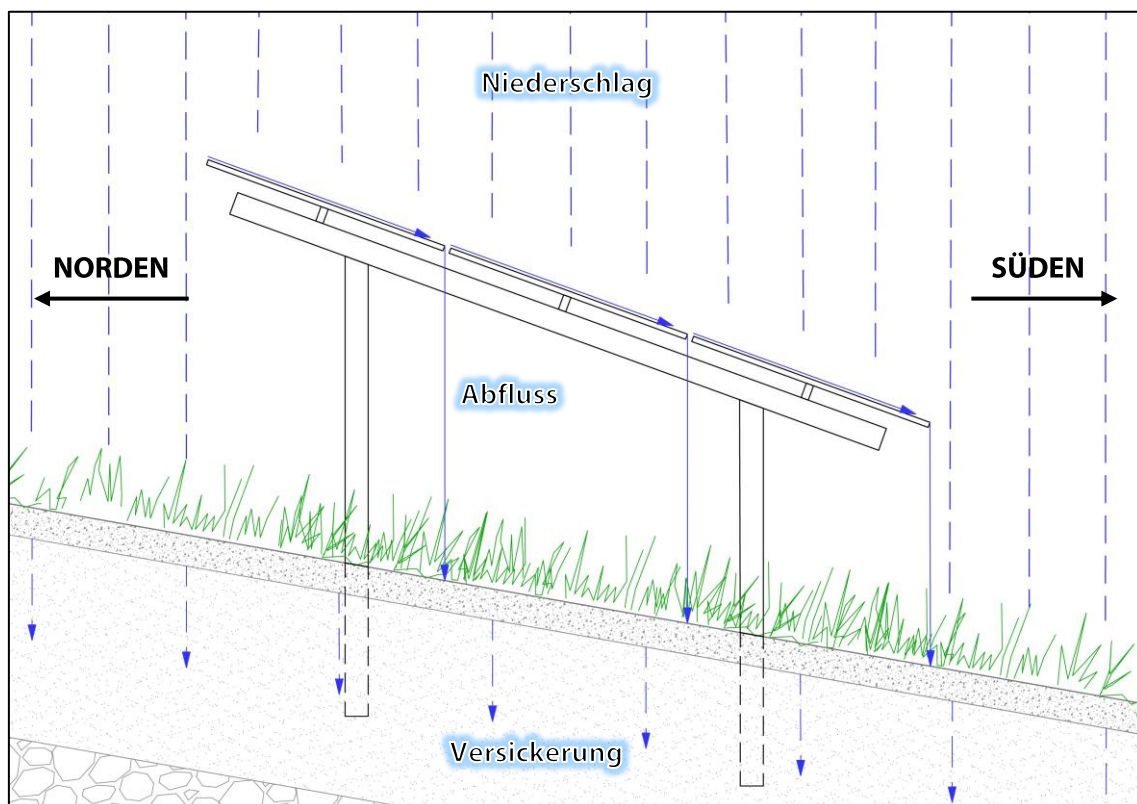 Niederschlag
NORDEN
SÜDEN
Abfluss
Versickerung